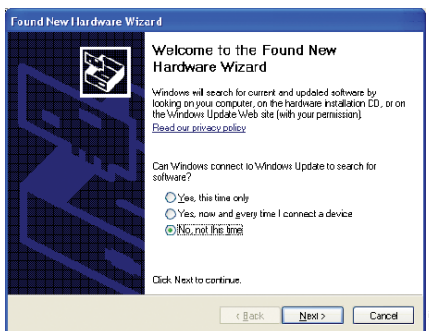 Found New Hardware Wizard
Welcome to the Found New
Hardware Wizard
Windows will search for current and updated software by
looking on your computer, on the hardware installation CD, or on
the Windows Update Web site (with your permission).
Read our privacy policy
Can Windows connect to Windows Update to search for
software?
Yes, this time only
Yes, now and every time I connect a device
No, not this time
Click Next to continue.
< Back Next > Cancel